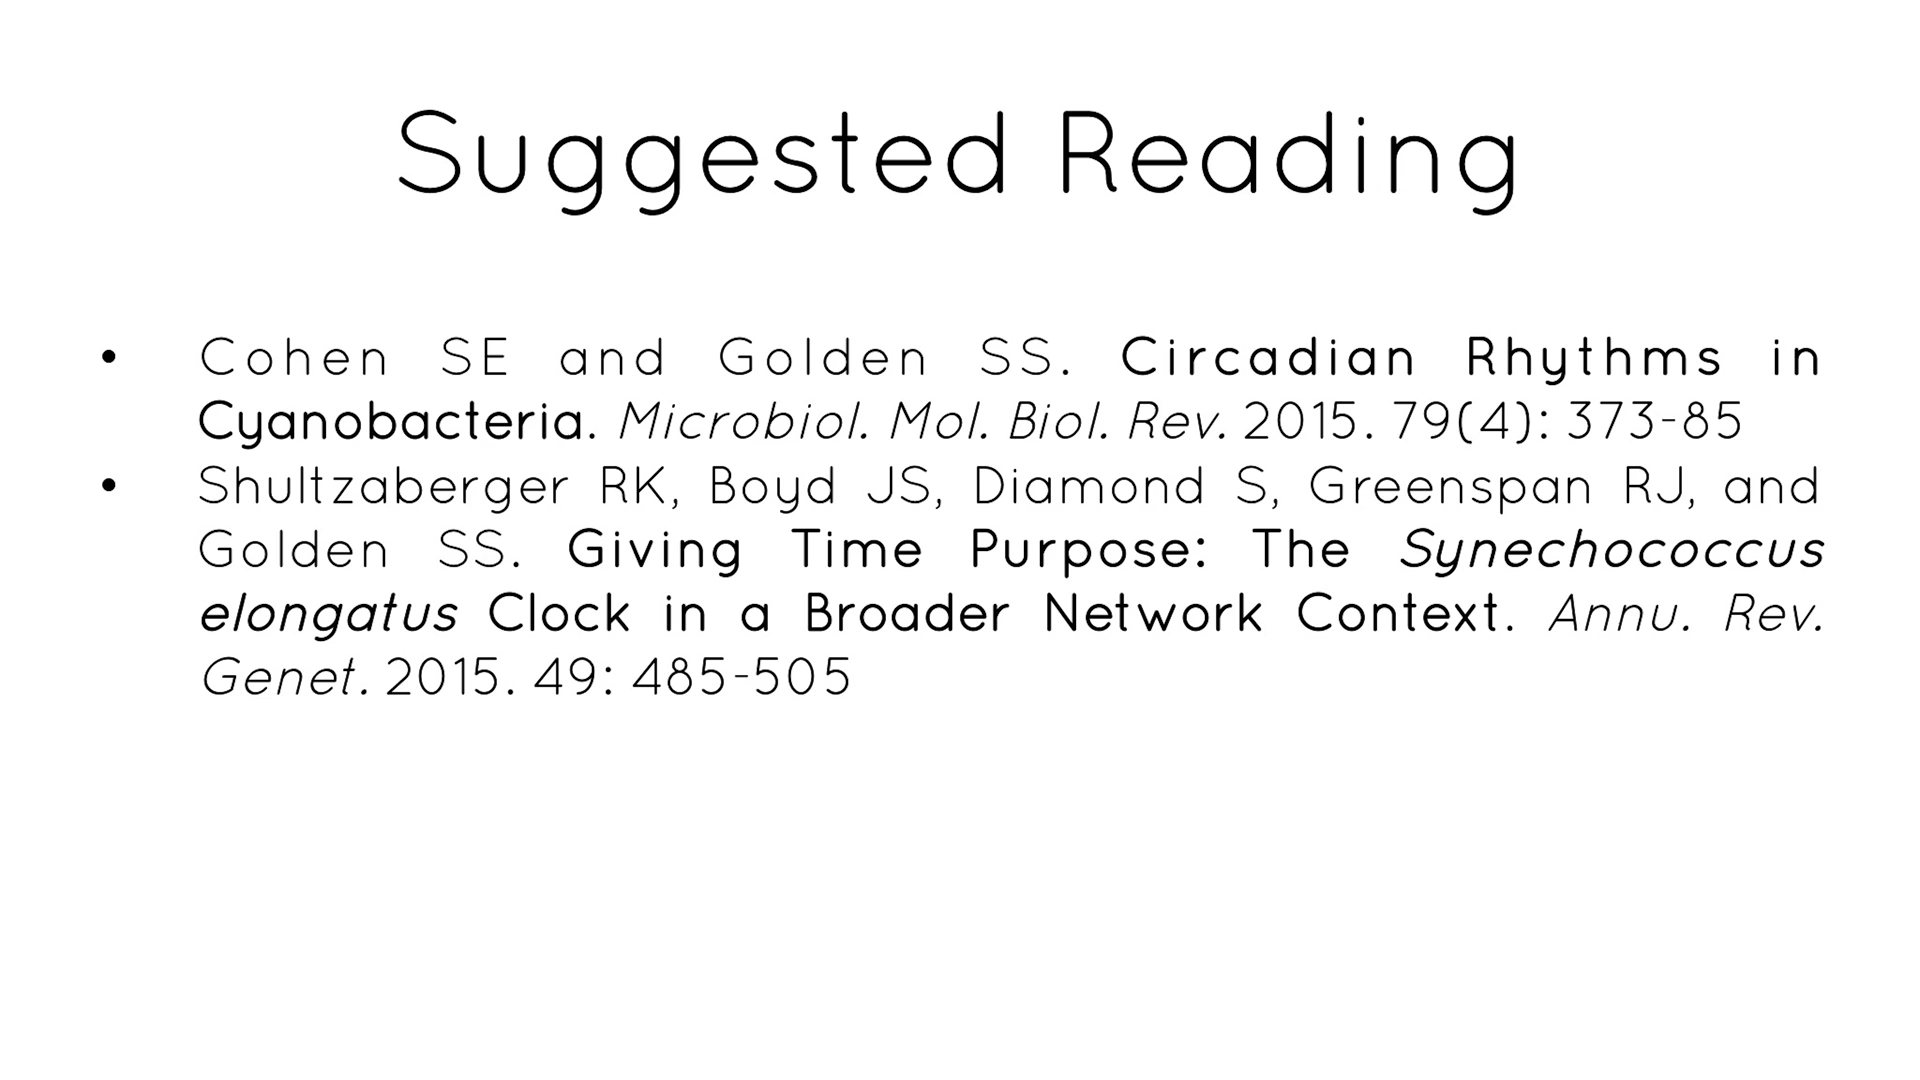 Suggested Reading
• Cohen SE and Golden SS. Circadian Rhythms in
Cyanobacteria. Microbiol. Mol. Biol. Rev. 2015. 79(4): 373-85
• Shultzaberger RK, Boyd JS, Diamond S, Greenspan RJ, and
Golden SS. Giving Time Purpose: The Synechococcus
elongatus Clock in a Broader Network Context. Annu. Rev.
Genet. 2015. 49: 485-505